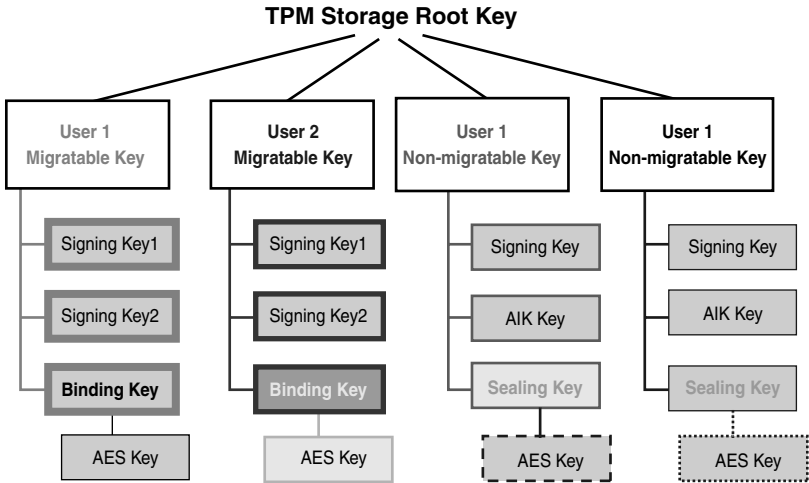 TPM Storage Root Key
User 1
Migratable Key
User 2
Migratable Key
User 1
Non-migratable Key
User 1
Non-migratable Key
Signing Key1
Signing Key2
Binding Key
AES Key
Signing Key1
Signing Key2
Binding Key
AES Key
Signing Key
AIK Key
Sealing Key
AES Key
Signing Key
AIK Key
Sealing Key
AES Key